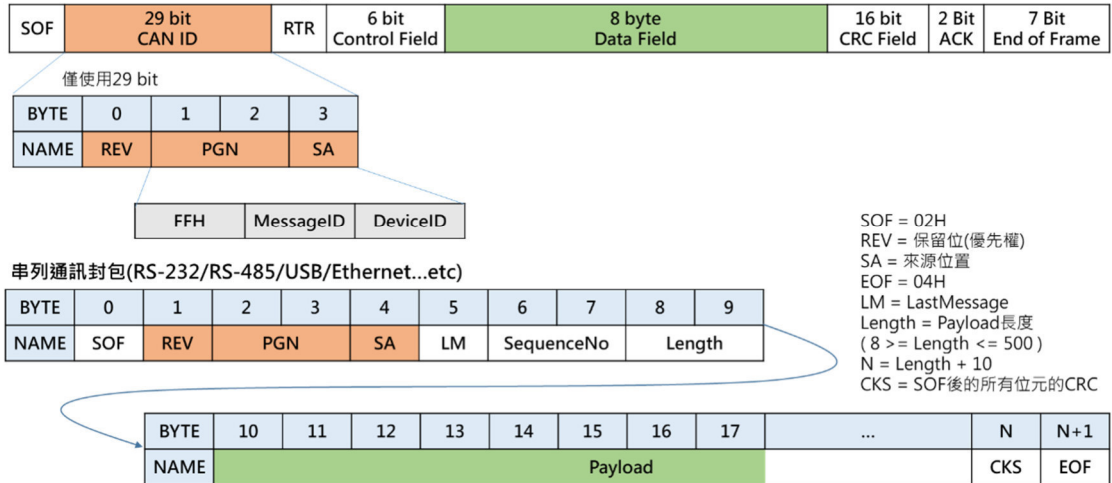 SOF
29 bit
CAN ID
RTR
6 bit
Control Field
8 byte
Data Field
16 bit
CRC Field
2 Bit
ACK
7 Bit
End of Frame
僅使用29 bit
BYTE 0 1 2 3
NAME REV PGN SA
FFH MessageID DeviceID
SOF = 02H
REV = 保留位(優先權)
SA = 來源位置
EOF = 04H
LM = LastMessage
Length = Payload長度
( 8 >= Length <= 500 )
N = Length + 10
CKS = SOF後的所有位元的CRC
串列通訊封包(RS-232/RS-485/USB/Ethernet...etc)
BYTE 0 1 2 3 4 5 6 7 8 9
NAME SOF REV PGN SA LM SequenceNo Length
BYTE 10 11 12 13 14 15 16 17 ... N N+1
NAME Payload CKS EOF